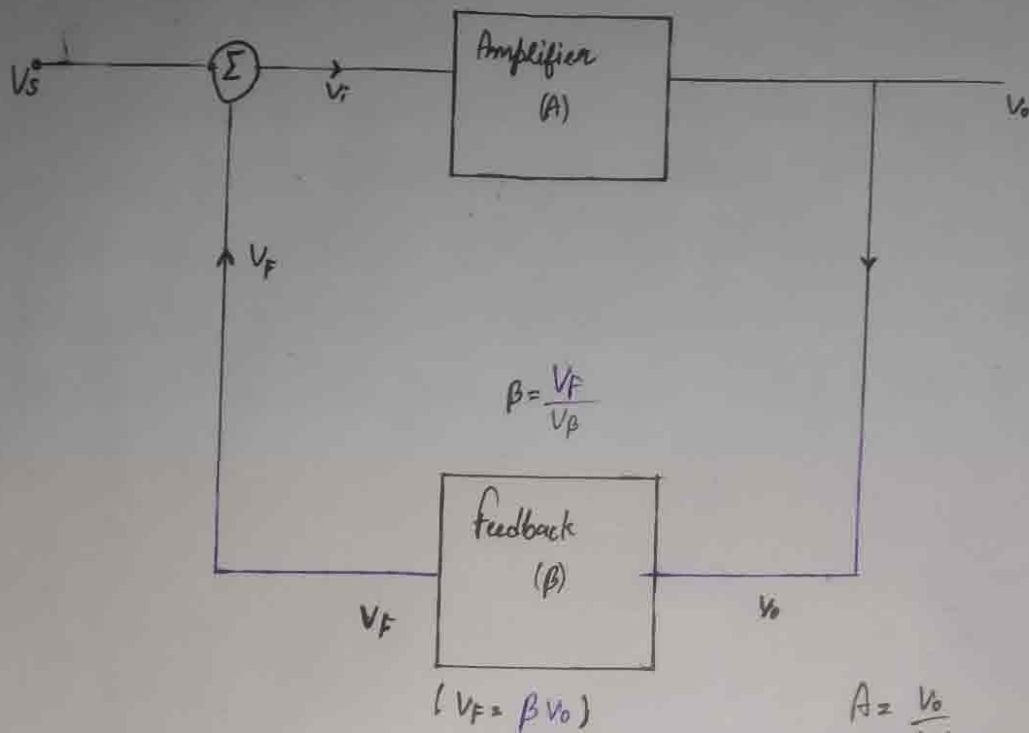 Vs
Σ
Vi
Amplifier
(A)
Vo
VF
β = VF / Vβ
Feedback
(β)
VF
Vo
(VF = βVo)
A = Vo